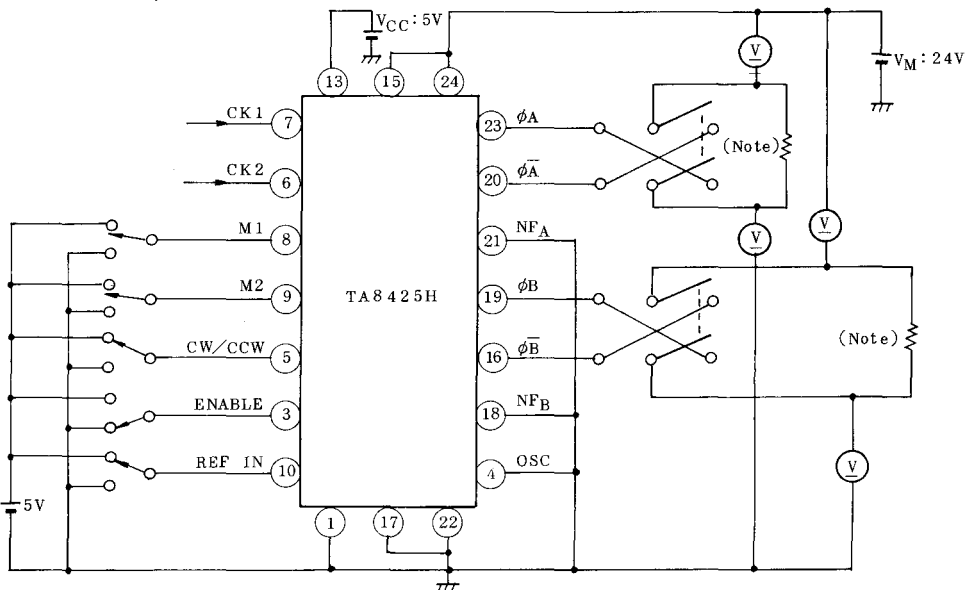 VCC : 5V
VM : 24V
13
15
24
CK1
7
CK2
6
M1
8
M2
9
CW/CCW
5
ENABLE
3
REF IN
10
5V
TA8425H
23
φA
20
φA̅
21
NFA
19
φB
16
φB̅
18
NFB
4
OSC
1
17
22
V
(Note)
V
V
(Note)
V